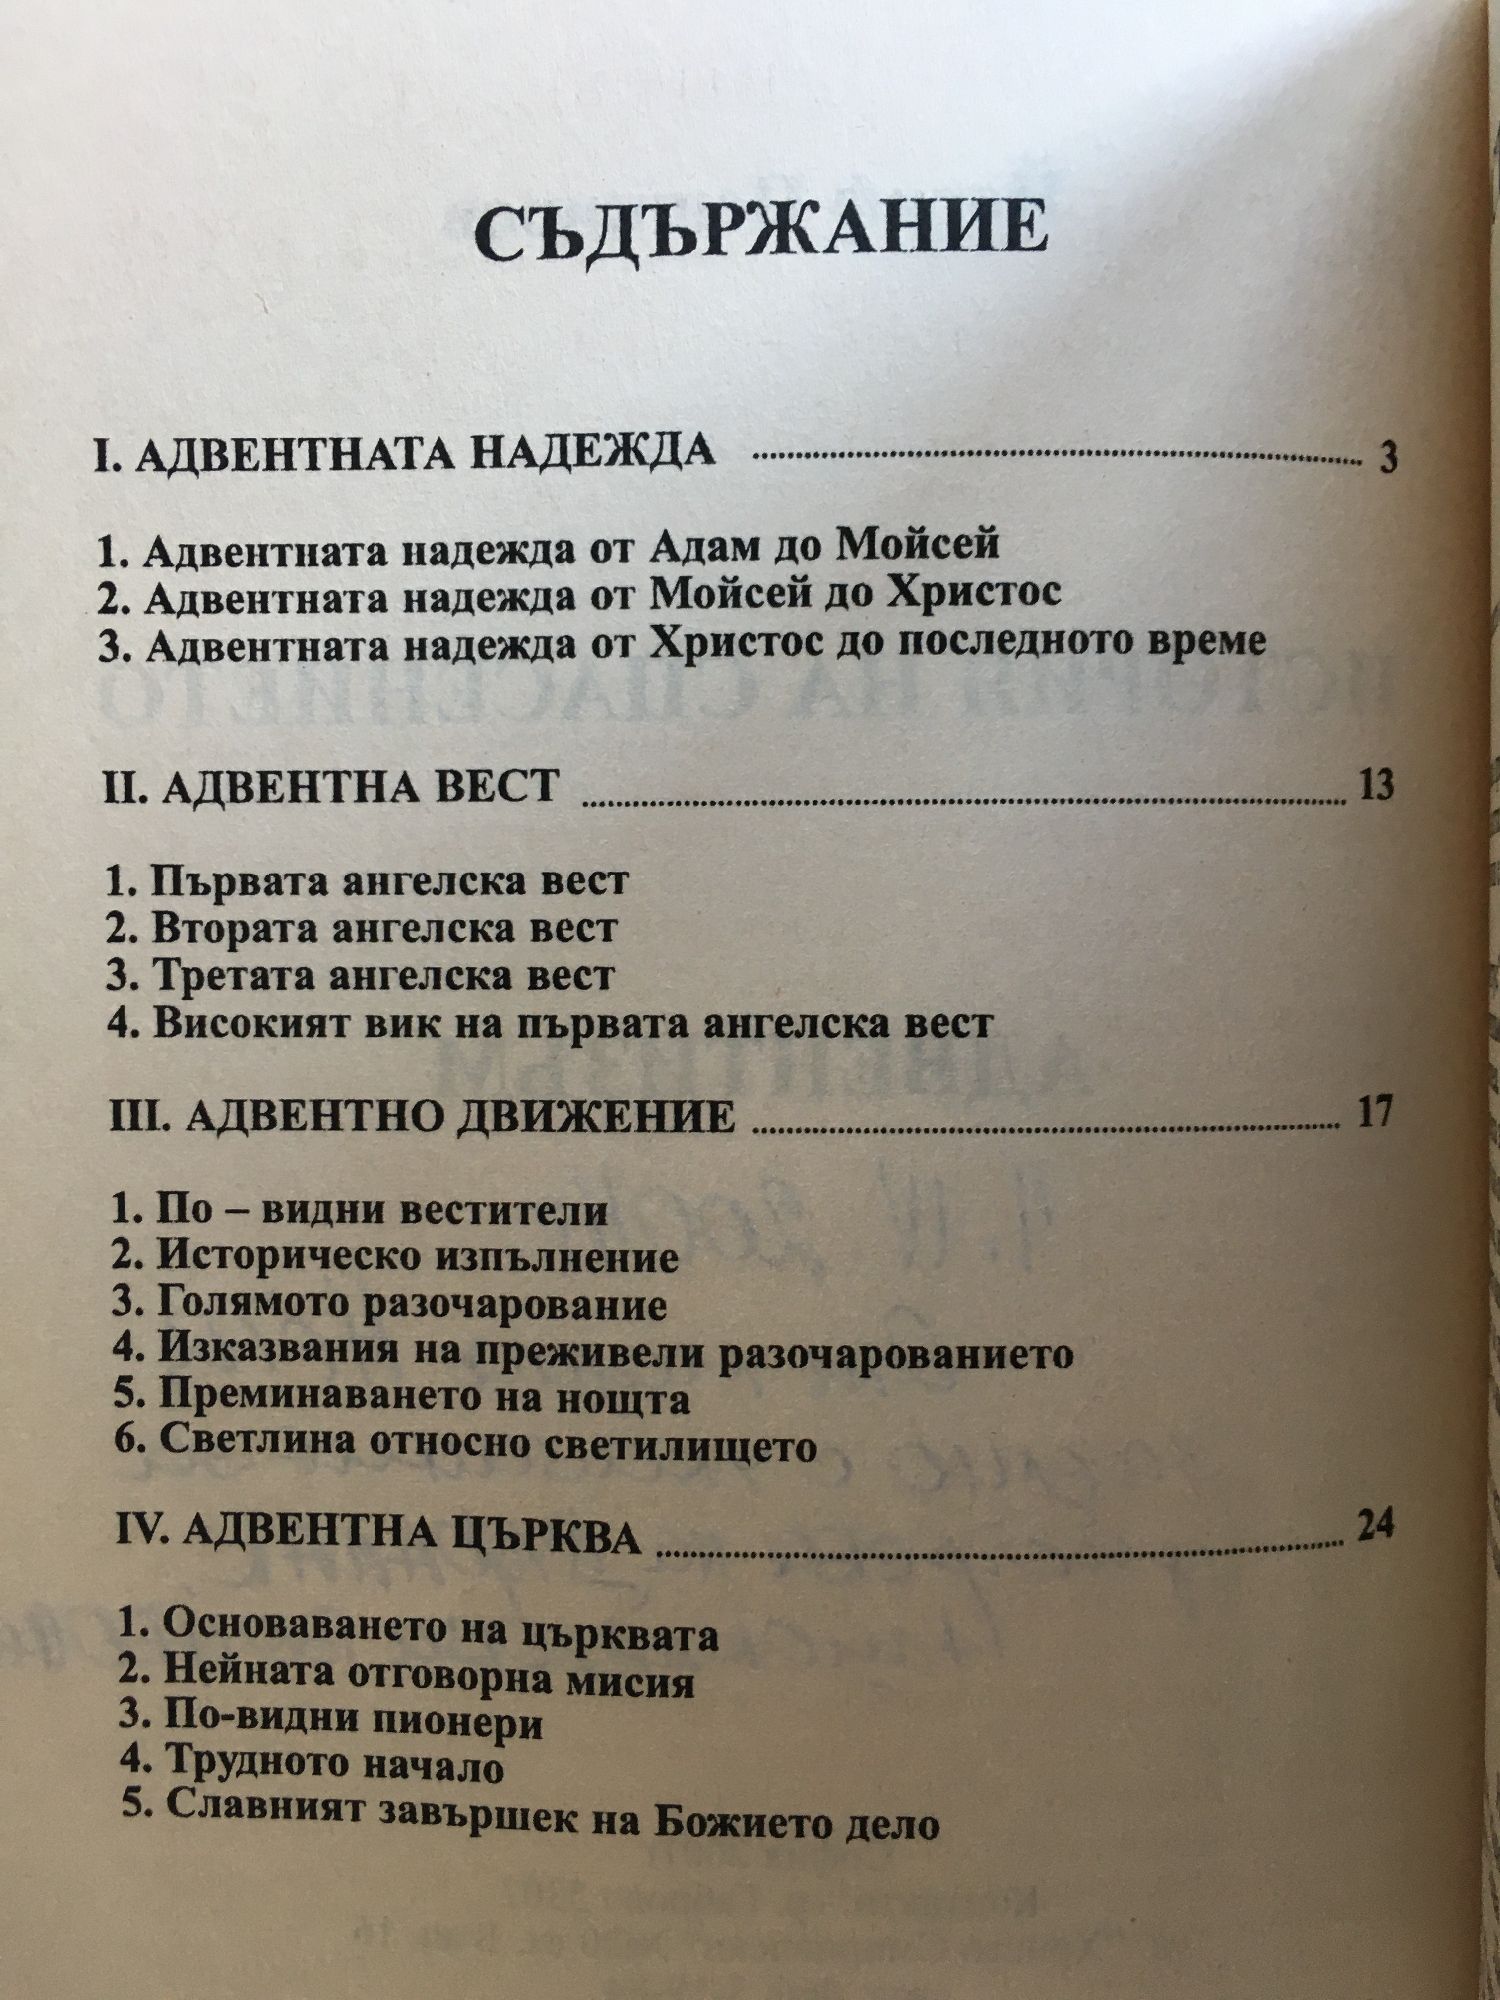 СЪДЪРЖАНИЕ
I. АДВЕНТНАТА НАДЕЖДА ........ 3
1. Адвентната надежда от Адам до Мойсей
2. Адвентната надежда от Мойсей до Христос
3. Адвентната надежда от Христос до последното време
II. АДВЕНТНА ВЕСТ ........ 13
1. Първата ангелска вест
2. Втората ангелска вест
3. Третата ангелска вест
4. Високият вик на първата ангелска вест
III. АДВЕНТНО ДВИЖЕНИЕ ........ 17
1. По – видни вестители
2. Историческо изпълнение
3. Голямото разочарование
4. Изказвания на преживели разочарованието
5. Преминаването на нощта
6. Светлина относно светилището
IV. АДВЕНТНА ЦЪРКВА ........ 24
1. Основаването на църквата
2. Нейната отговорна мисия
3. По-видни пионери
4. Трудното начало
5. Славният завършек на Божието дело